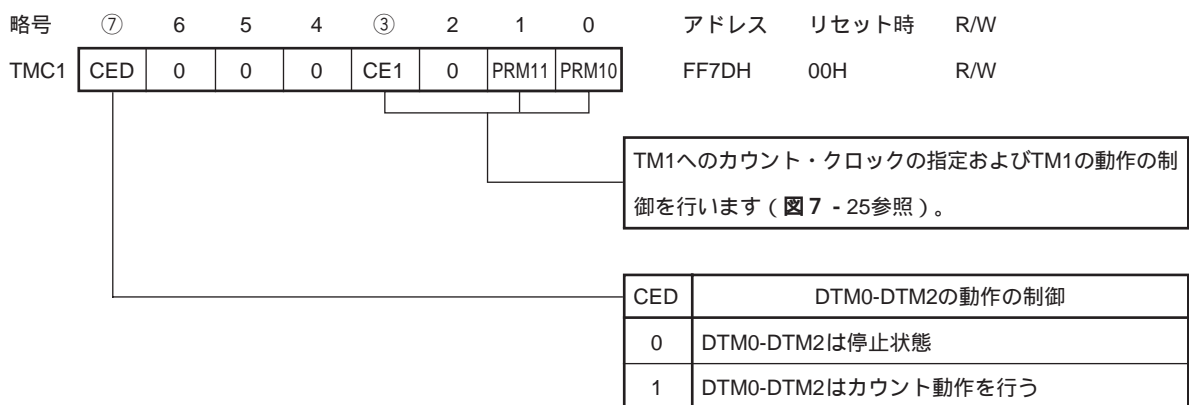 略号 ⑦ 6 5 4 ③ 2 1 0 アドレス リセット時 R/W
TMC1 CED 0 0 0 CE1 0 PRM11 PRM10 FF7DH 00H R/W
TM1へのカウント・クロックの指定およびTM1の動作の制
御を行います（図7 - 25参照）。
CED DTM0-DTM2の動作の制御
0 DTM0-DTM2は停止状態
1 DTM0-DTM2はカウント動作を行う